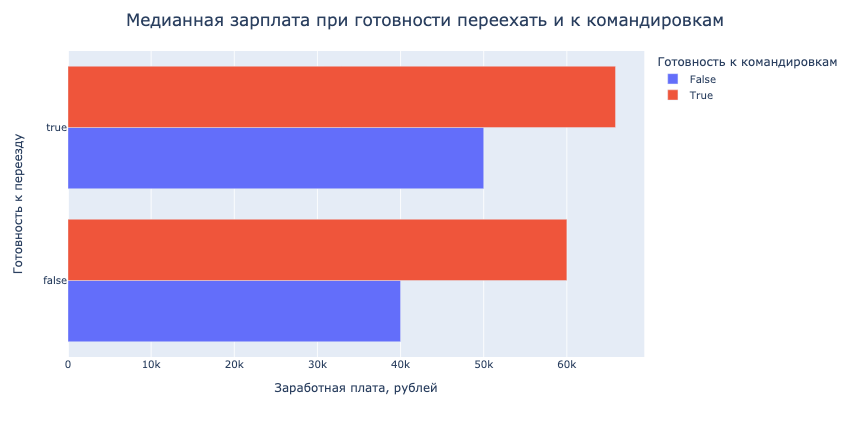 Медианная зарплата при готовности переехать и к командировкам
Готовность к командировкам
False
True
Готовность к переезду
true
false
0 10k 20k 30k 40k 50k 60k
Заработная плата, рублей